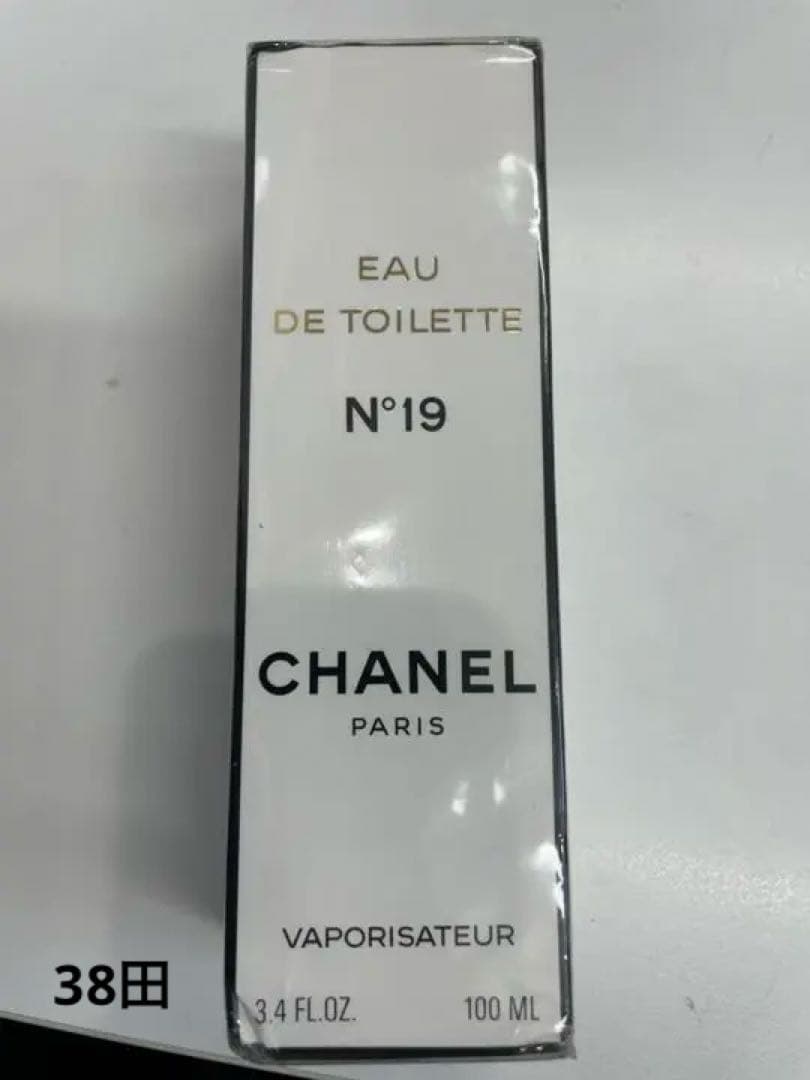 EAU
DE TOILETTE
N°19
CHANEL
PARIS
VAPORISATEUR
3.4 FL.OZ. 100 ML
38田